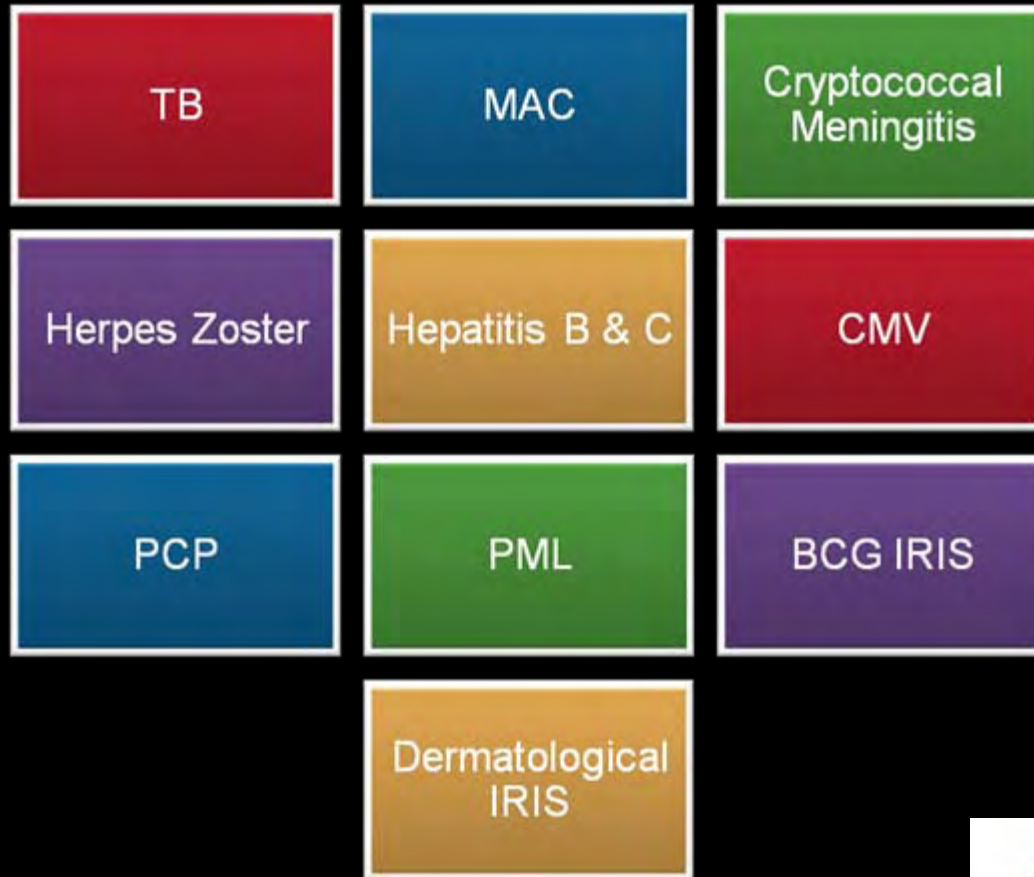 TB
MAC
Cryptococcal
Meningitis
Herpes Zoster
Hepatitis B & C
CMV
PCP
PML
BCG IRIS
Dermatological
IRIS